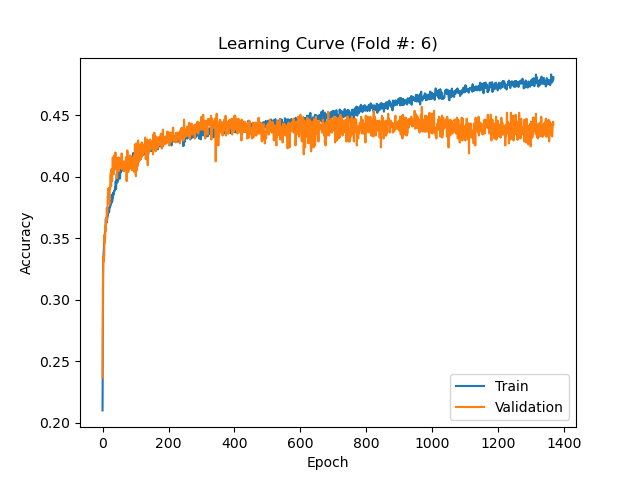 Learning Curve (Fold #: 6)
Accuracy
0.45
0.40
0.35
0.30
0.25
0.20
0 200 400 600 800 1000 1200 1400
Epoch
Train
Validation